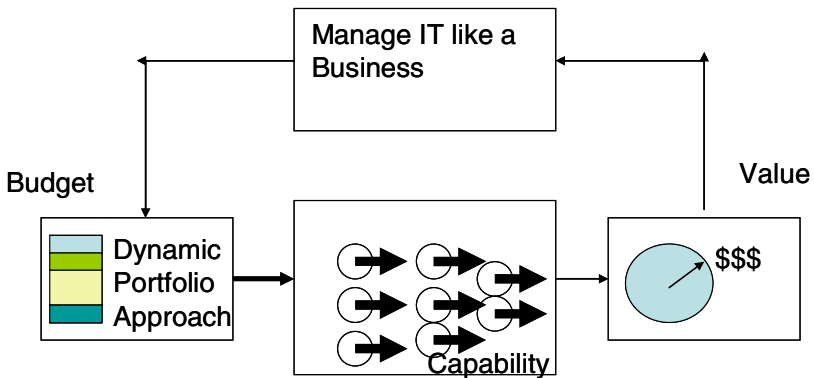 Manage IT like a
Business
Budget
Value
Dynamic
Portfolio
Approach
$$$
Capability